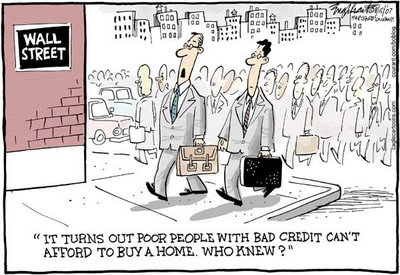 WALL
STREET
"IT TURNS OUT POOR PEOPLE WITH BAD CREDIT CAN'T
AFFORD TO BUY A HOME. WHO KNEW?"